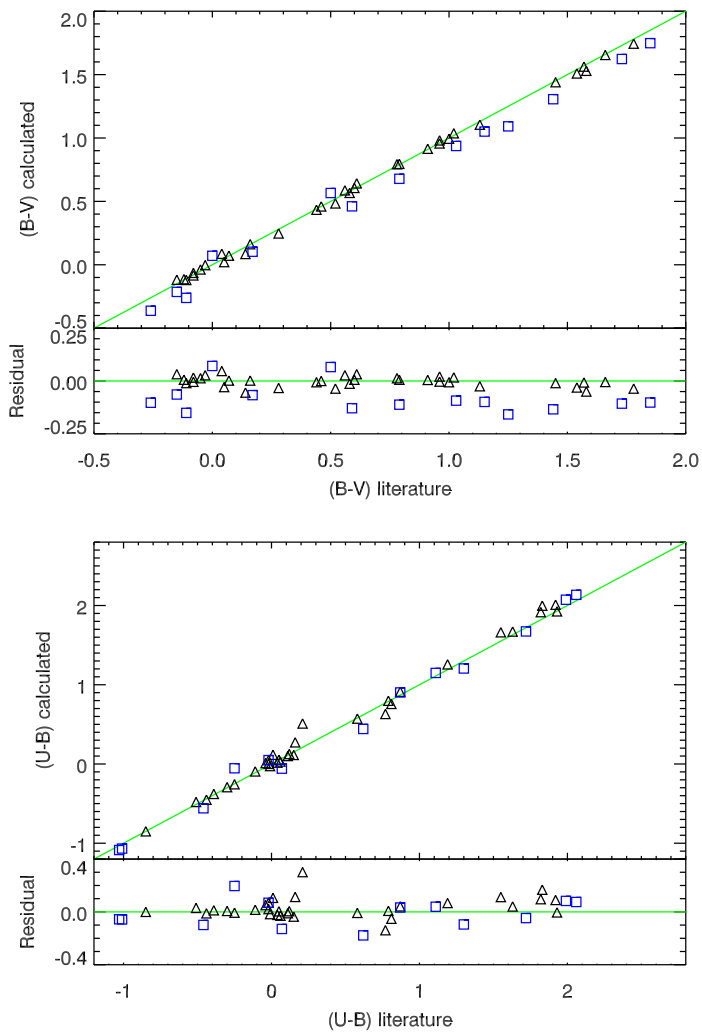 2.0
1.5
1.0
0.5
0.0
-0.5
(B-V) calculated
0.25
0.00
-0.25
Residual
-0.5 0.0 0.5 1.0 1.5 2.0
(B-V) literature
2
1
0
-1
(U-B) calculated
0.4
0.0
-0.4
Residual
-1 0 1 2
(U-B) literature